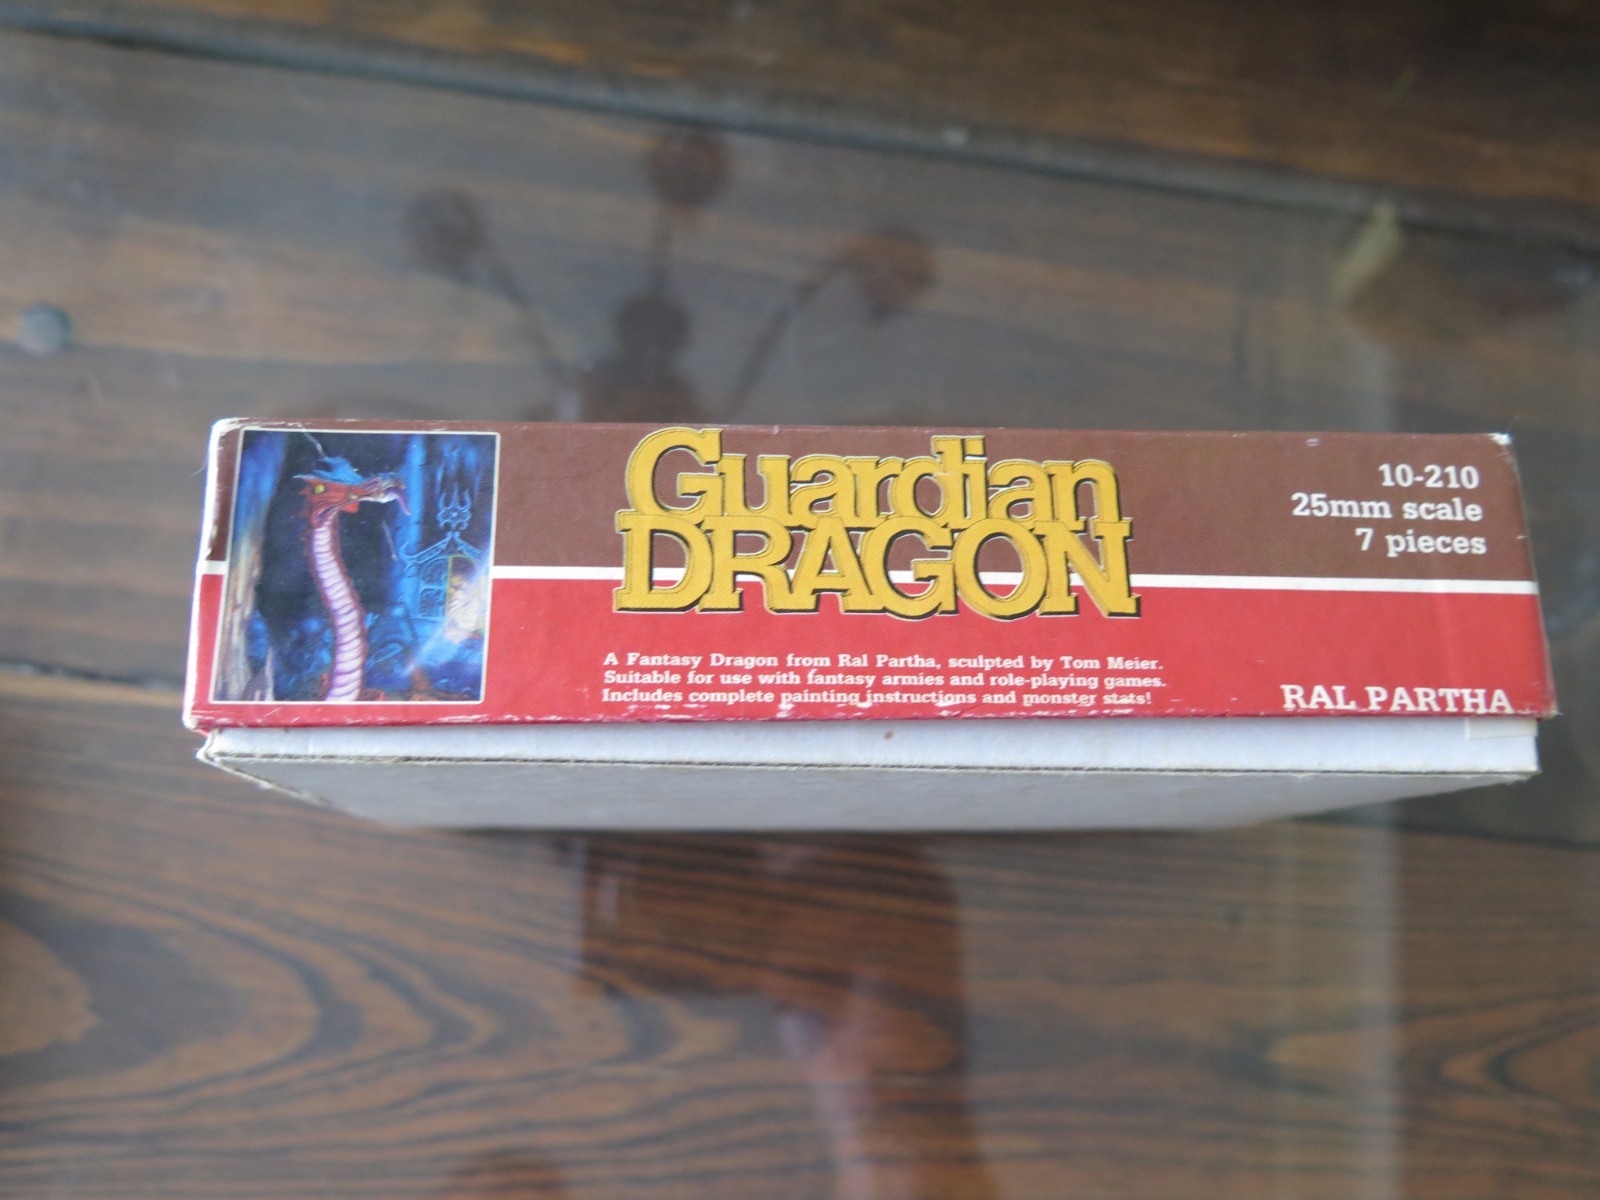 Guardian
DRAGON
10-210
25mm scale
7 pieces
A Fantasy Dragon from Ral Partha, sculpted by Tom Meier.
Suitable for use with fantasy armies and role-playing games.
Includes complete painting instructions and monster stats!
RAL PARTHA